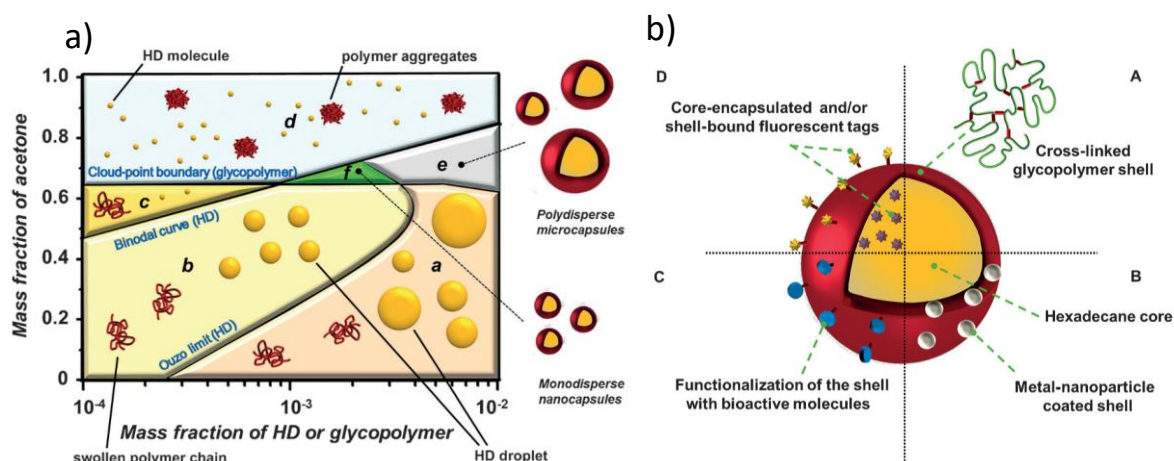 a)
HD molecule
polymer aggregates
1.0
0.8
0.6
0.4
0.2
0
Mass fraction of acetone
d
Cloud-point boundary (glycopolymer)
f
e
c
Binodal curve (HD)
b
a
Ouzo limit (HD)
10-4
10-3
10-2
Mass fraction of HD or glycopolymer
swollen polymer chain
HD droplet
Polydisperse
microcapsules
Monodisperse
nanocapsules
b)
D
A
Core-encapsulated and/or
shell-bound fluorescent tags
Cross-linked
glycopolymer shell
C
B
Hexadecane core
Functionalization of the shell
with bioactive molecules
Metal-nanoparticle
coated shell